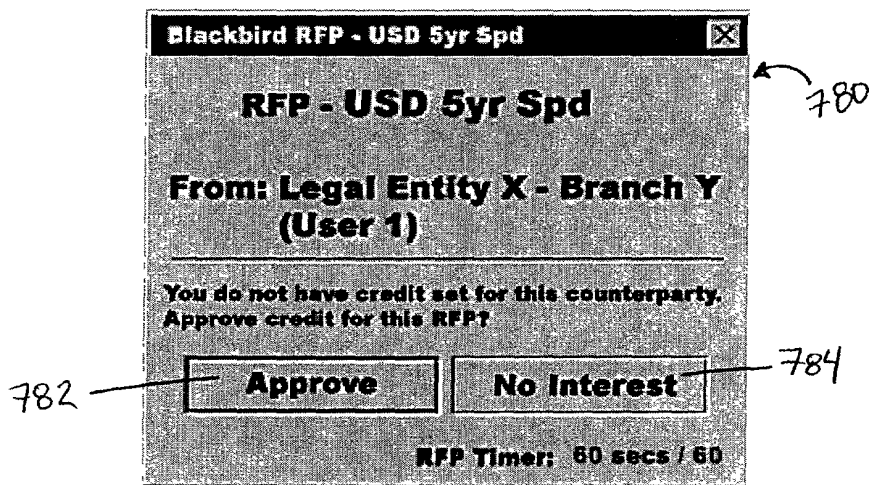 Blackbird RFP - USD 5yr Spd
780
RFP - USD 5yr Spd
From: Legal Entity X - Branch Y
(User 1)
You do not have credit set for this counterparty.
Approve credit for this RFP?
782
Approve
No Interest
784
RFP Timer: 60 secs / 60